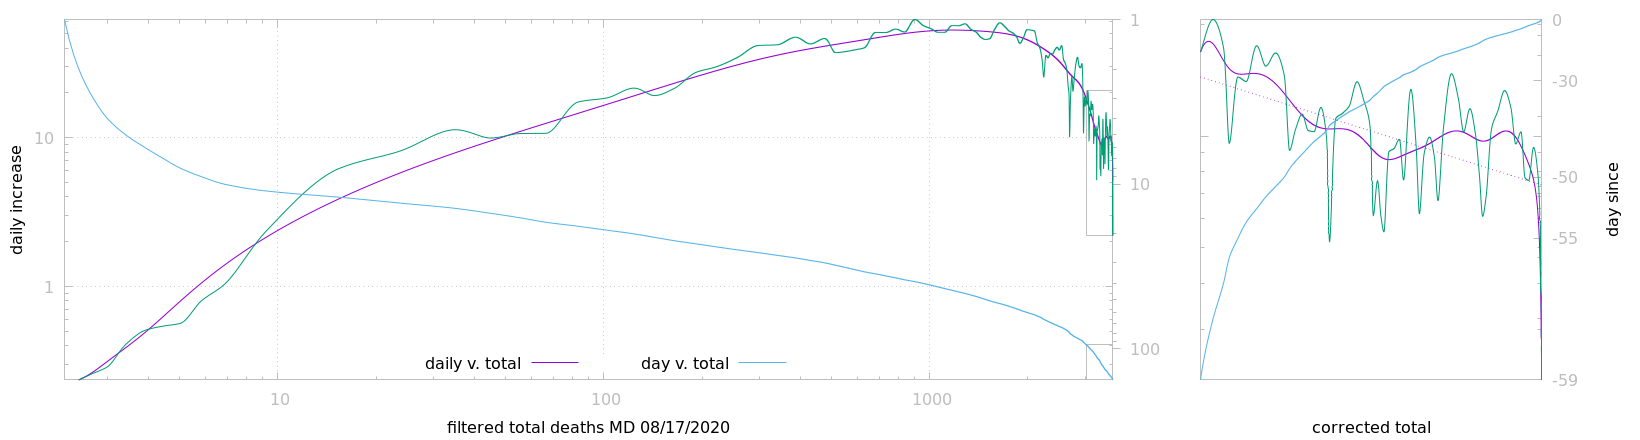 daily increase
10
1
1
10
100
daily v. total
day v. total
10
100
1000
filtered total deaths MD 08/17/2020
0
-30
-50
-55
-59
day since
corrected total